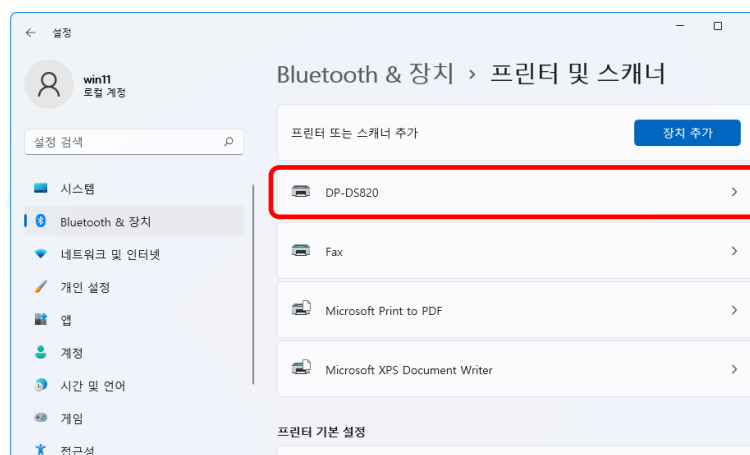 설정
win11
로컬 계정
설정 검색
시스템
Bluetooth & 장치
네트워크 및 인터넷
개인 설정
앱
계정
시간 및 언어
게임
접근성
Bluetooth & 장치 › 프린터 및 스캐너
프린터 또는 스캐너 추가
장치 추가
DP-DS820
Fax
Microsoft Print to PDF
Microsoft XPS Document Writer
프린터 기본 설정